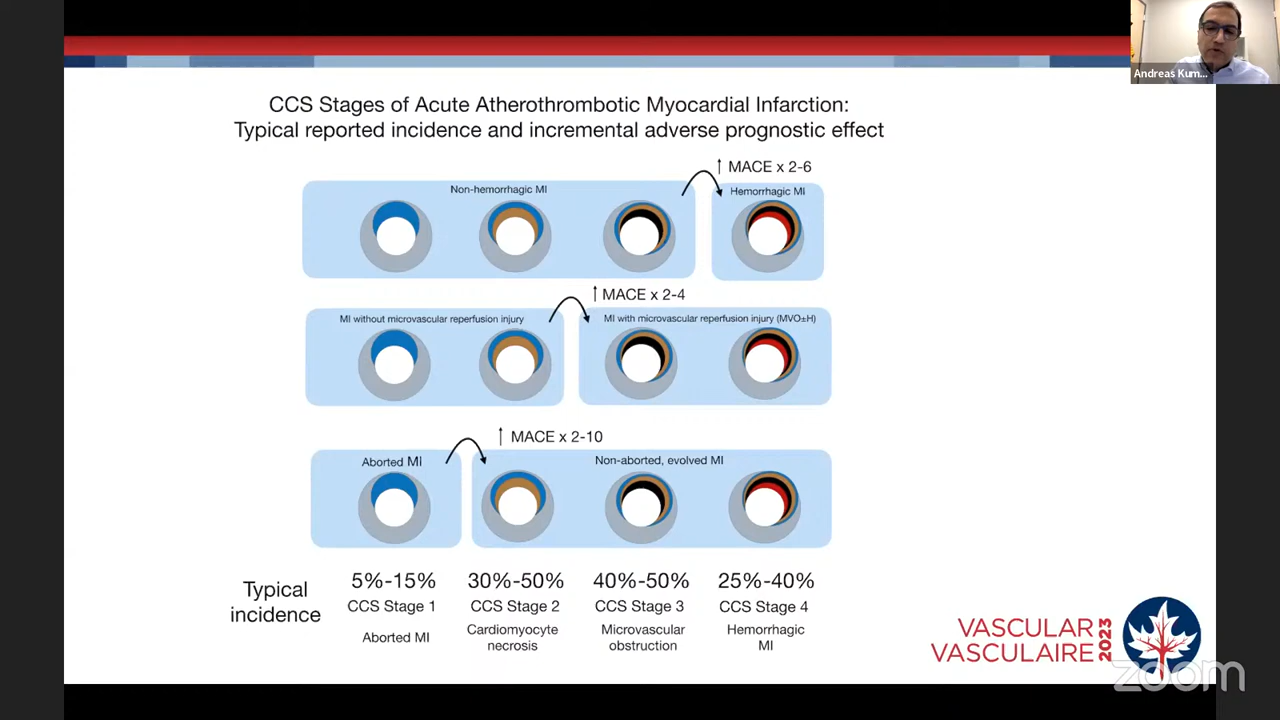 Andreas Kum...
CCS Stages of Acute Atherothrombotic Myocardial Infarction:
Typical reported incidence and incremental adverse prognostic effect
↑ MACE x 2-6
Non-hemorrhagic MI
Hemorrhagic MI
↑ MACE x 2-4
MI without microvascular reperfusion injury
MI with microvascular reperfusion injury (MVO±H)
↑ MACE x 2-10
Aborted MI
Non-aborted, evolved MI
Typical
incidence
5%-15%
30%-50%
40%-50%
25%-40%
CCS Stage 1
CCS Stage 2
CCS Stage 3
CCS Stage 4
Aborted MI
Cardiomyocyte
necrosis
Microvascular
obstruction
Hemorrhagic
MI
VASCULAR
VASCULAIRE
2023
zoom